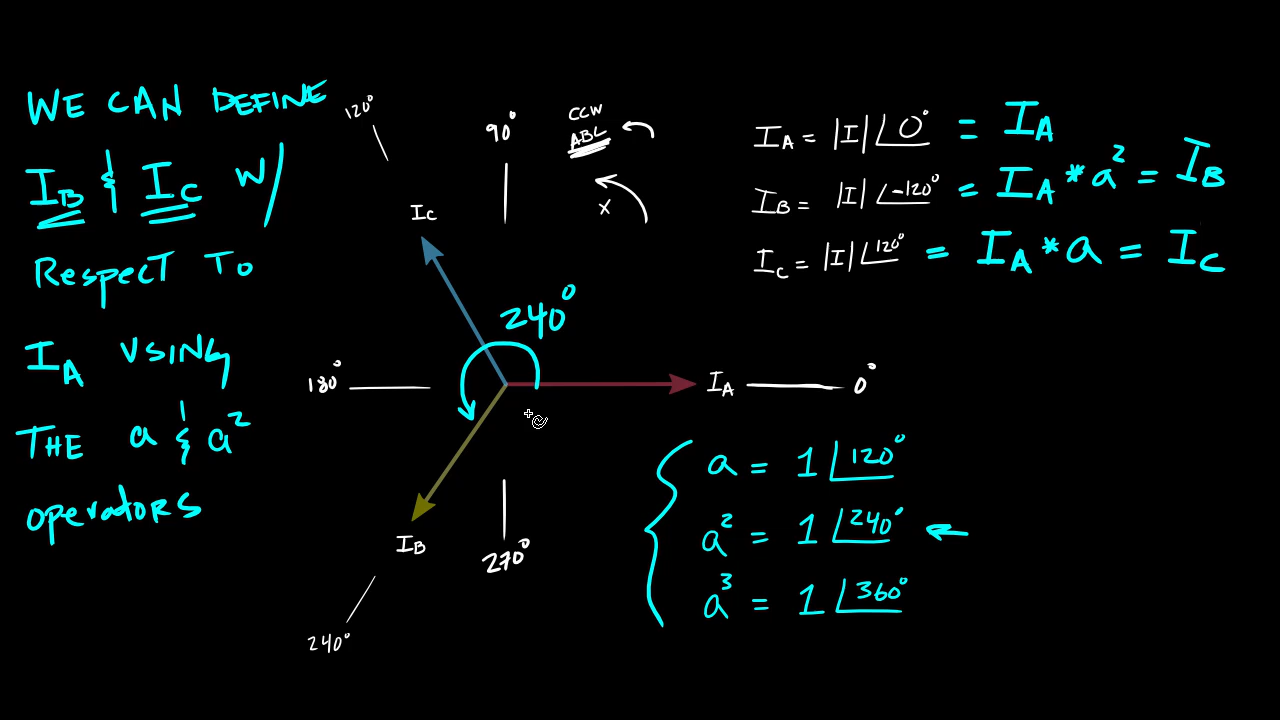 WE CAN DEFINE
IB & IC W/
RESPECT TO
IA USING
THE a & a²
operators
120°
90°
CCW
ABC
x
IC
240°
180°
IA
0°
IB
270°
240°
IA = |I| ∠0° = IA
IB = |I| ∠-120° = IA * a² = IB
IC = |I| ∠120° = IA * a = IC
a = 1 ∠120°
a² = 1 ∠240° ←
a³ = 1 ∠360°